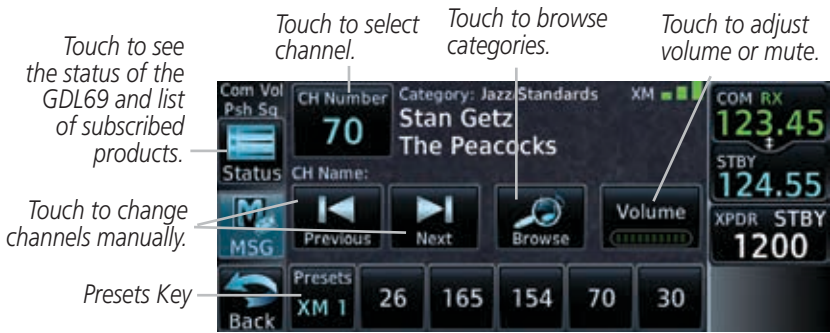 Touch to select
channel.
Touch to browse
categories.
Touch to adjust
volume or mute.
Touch to see
the status of the
GDL69 and list
of subscribed
products.
Touch to change
channels manually.
Presets Key
Com Vol
Psh Sq
Status
MSG
Back
CH Number
70
Category: Jazz/Standards
XM
Stan Getz
The Peacocks
CH Name:
Previous
Next
Browse
Volume
Presets
XM 1
26
165
154
70
30
COM RX
123.45
STBY
124.55
XPDR STBY
1200